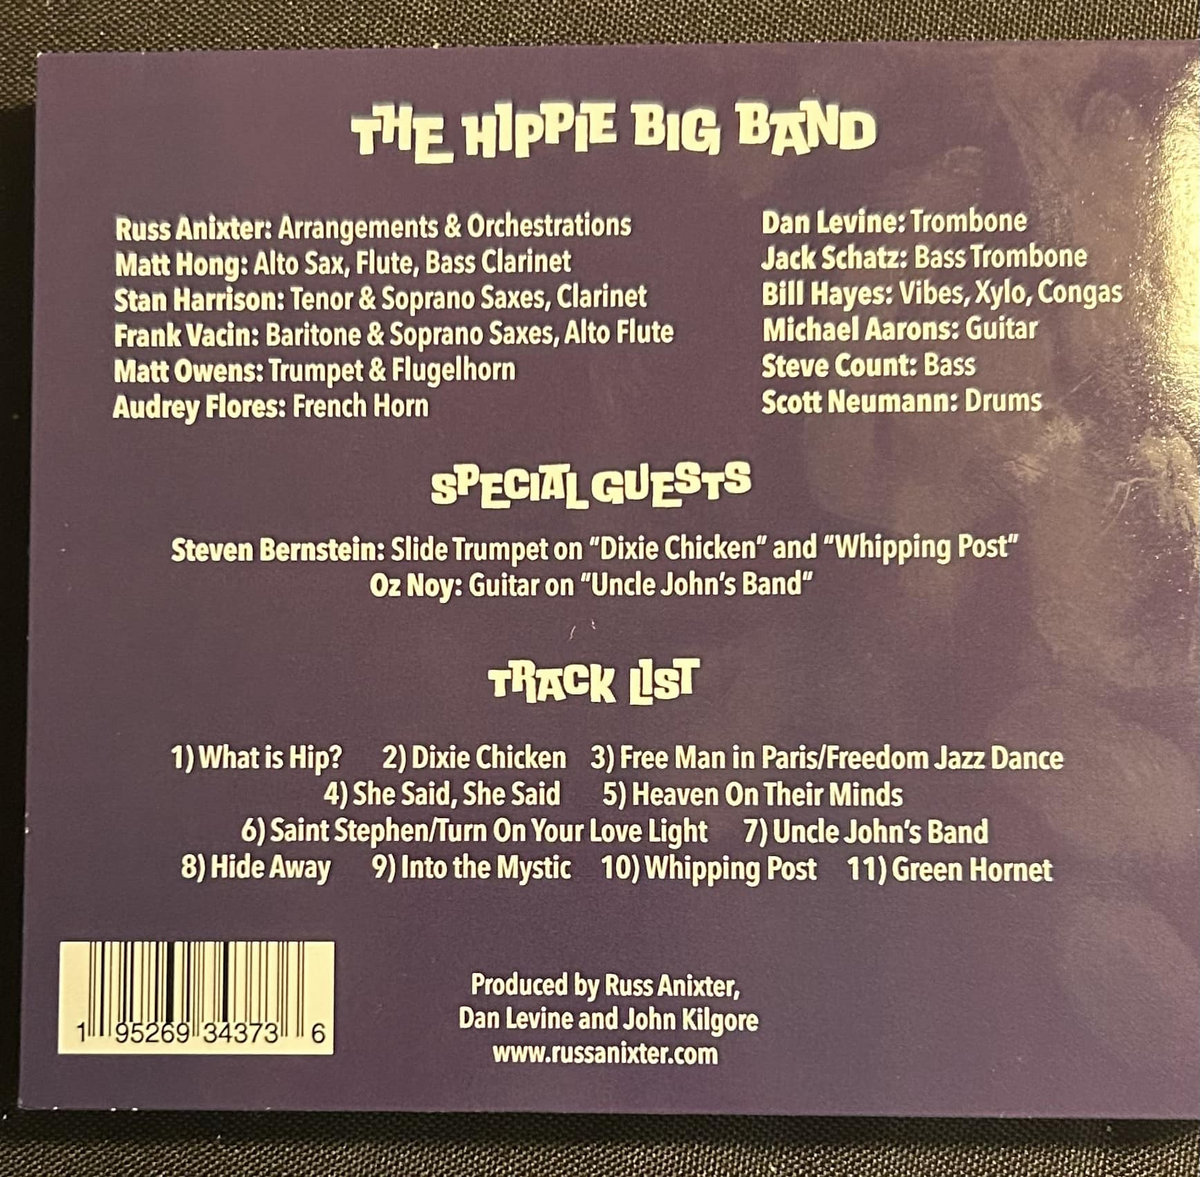 THE HIPPIE BIG BAND
Russ Anixter: Arrangements & Orchestrations
Matt Hong: Alto Sax, Flute, Bass Clarinet
Stan Harrison: Tenor & Soprano Saxes, Clarinet
Frank Vacin: Baritone & Soprano Saxes, Alto Flute
Matt Owens: Trumpet & Flugelhorn
Audrey Flores: French Horn
Dan Levine: Trombone
Jack Schatz: Bass Trombone
Bill Hayes: Vibes, Xylo, Congas
Michael Aarons: Guitar
Steve Count: Bass
Scott Neumann: Drums
SPECIAL GUESTS
Steven Bernstein: Slide Trumpet on "Dixie Chicken" and "Whipping Post"
Oz Noy: Guitar on "Uncle John's Band"
TRACK LIST
1) What is Hip? 2) Dixie Chicken 3) Free Man in Paris/Freedom Jazz Dance
4) She Said, She Said 5) Heaven On Their Minds
6) Saint Stephen/Turn On Your Love Light 7) Uncle John's Band
8) Hide Away 9) Into the Mystic 10) Whipping Post 11) Green Hornet
1 95269 34373 6
Produced by Russ Anixter,
Dan Levine and John Kilgore
www.russanixter.com